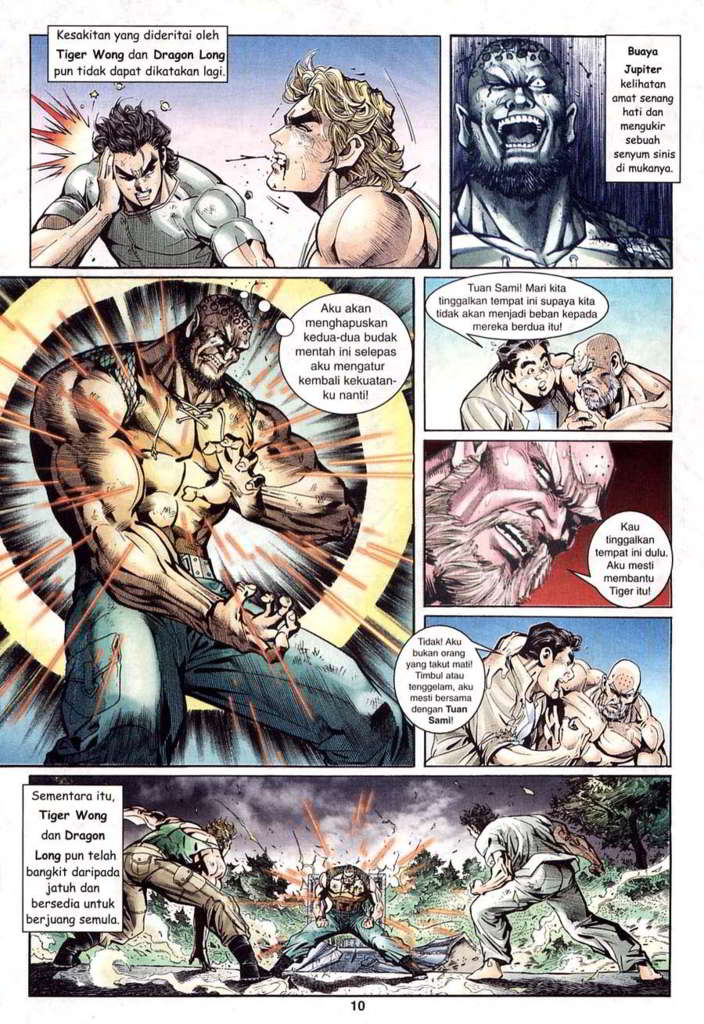 Kesakitan yang dideritai oleh
Tiger Wong dan Dragon Long
pun tidak dapat dikatakan lagi.
Buaya
Jupiter
kelihatan
amat senang
hati dan
mengukir
sebuah
senyum sinis
di mukanya.
Aku akan
menghapuskan
kedua-dua budak
mentah ini selepas
aku mengatur
kembali kekuatan-
ku nanti!
Tuan Sami! Mari kita
tinggalkan tempat ini supaya kita
tidak akan menjadi beban kepada
mereka berdua itu!
Kau
tinggalkan
tempat ini dulu.
Aku mesti
membantu
Tiger itu!
Tidak! Aku
bukan orang
yang takut mati!
Timbul atau
tenggelam, aku
mesti bersama
dengan Tuan
Sami!
Sementara itu,
Tiger Wong
dan Dragon
Long pun telah
bangkit daripada
jatuh dan
bersedia untuk
berjuang semula.
10